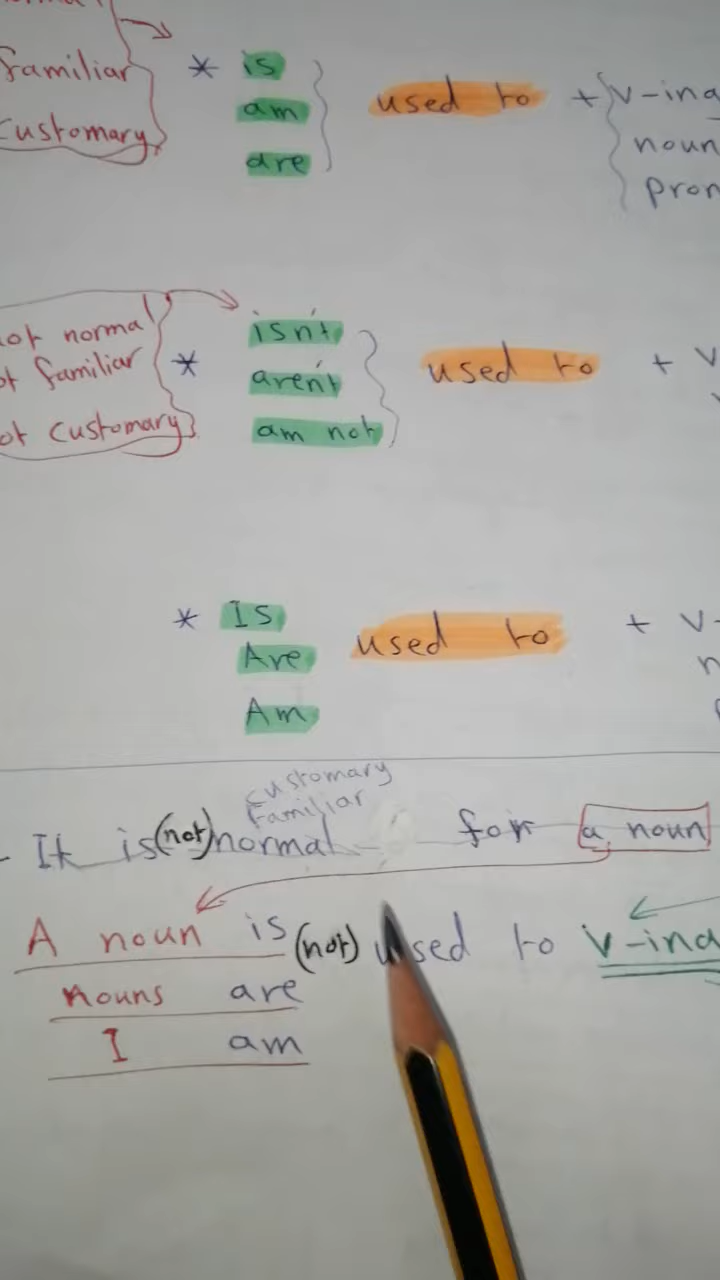 familiar * is
customary am used to + v-ing
are noun
pron
not normal isn't
familiar * aren't used to + v
not customary am not
* Is used to + v-
Are n
Am
customary
familiar
- It is (not) normal for a noun
A noun is (not) used to v-ing
nouns are
I am